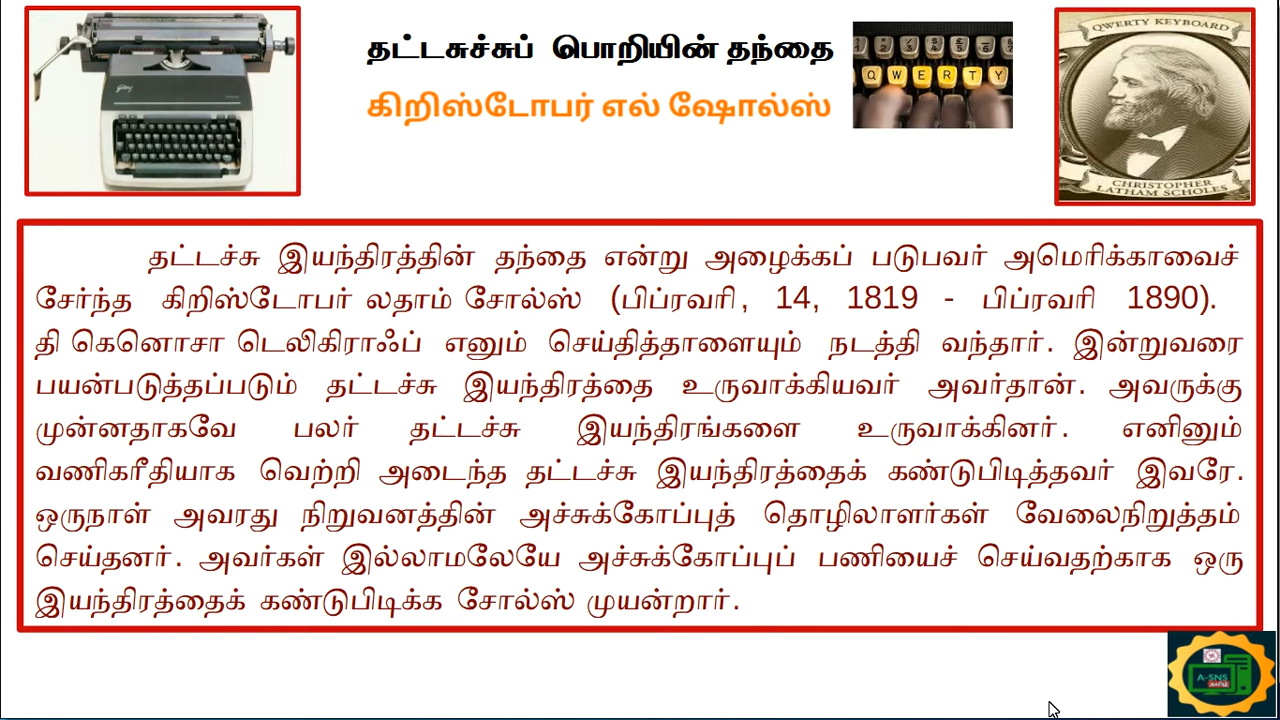 தட்டசுச்சுப் பொறியின் தந்தை
கிறிஸ்டோபர் எல் ஷோல்ஸ்
QWERTY
QWERTY KEYBOARD
CHRISTOPHER
LATHAM SCHOLES
தட்டச்சு இயந்திரத்தின் தந்தை என்று அழைக்கப் படுபவர் அமெரிக்காவைச்
சேர்ந்த கிறிஸ்டோபர் லதாம் சோல்ஸ் (பிப்ரவரி, 14, 1819 - பிப்ரவரி 1890).
தி கெனொசா டெலிகிராஃப் எனும் செய்தித்தாளையும் நடத்தி வந்தார். இன்றுவரை
பயன்படுத்தப்படும் தட்டச்சு இயந்திரத்தை உருவாக்கியவர் அவர்தான். அவருக்கு
முன்னதாகவே பலர் தட்டச்சு இயந்திரங்களை உருவாக்கினர். எனினும்
வணிகரீதியாக வெற்றி அடைந்த தட்டச்சு இயந்திரத்தைக் கண்டுபிடித்தவர் இவரே.
ஒருநாள் அவரது நிறுவனத்தின் அச்சுக்கோப்புத் தொழிலாளர்கள் வேலைநிறுத்தம்
செய்தனர். அவர்கள் இல்லாமலேயே அச்சுக்கோப்புப் பணியைச் செய்வதற்காக ஒரு
இயந்திரத்தைக் கண்டுபிடிக்க சோல்ஸ் முயன்றார்.
A-SNS
தமிழ்